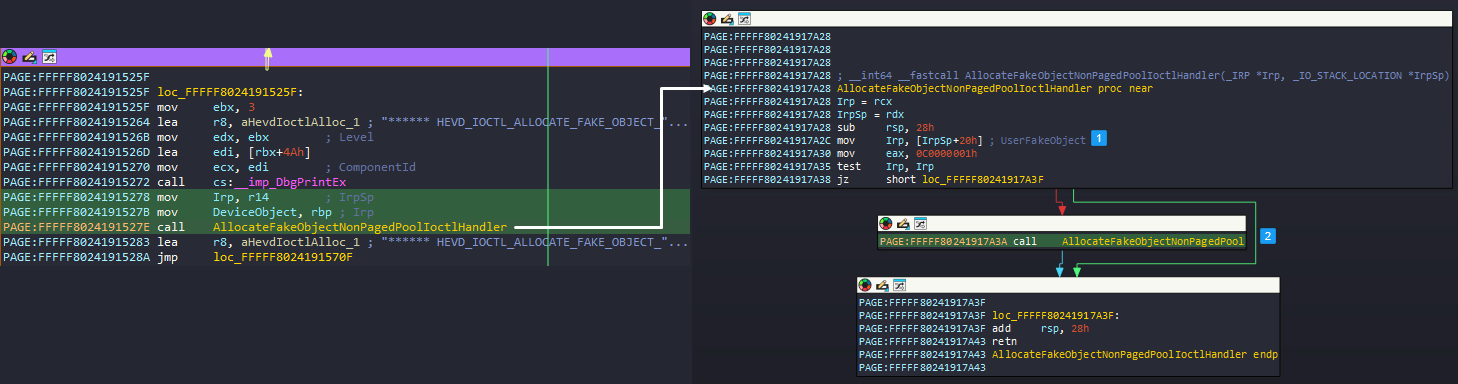 PAGE:FFFFF8024191525F
PAGE:FFFFF8024191525F loc_FFFFF8024191525F:
PAGE:FFFFF8024191525F mov ebx, 3
PAGE:FFFFF80241915264 lea r8, aHevdIoctlAlloc_1 ; "****** HEVD_IOCTL_ALLOCATE_FAKE_OBJECT_"...
PAGE:FFFFF8024191526B mov edx, ebx ; Level
PAGE:FFFFF8024191526D lea edi, [rbx+4Ah]
PAGE:FFFFF80241915270 mov ecx, edi ; ComponentId
PAGE:FFFFF80241915272 call cs:__imp_DbgPrintEx
PAGE:FFFFF80241915278 mov Irp, r14 ; IrpSp
PAGE:FFFFF8024191527B mov DeviceObject, rbp ; Irp
PAGE:FFFFF8024191527E call AllocateFakeObjectNonPagedPoolIoctlHandler
PAGE:FFFFF80241915283 lea r8, aHevdIoctlAlloc_1 ; "****** HEVD_IOCTL_ALLOCATE_FAKE_OBJECT_"...
PAGE:FFFFF8024191528A jmp loc_FFFFF8024191570F
PAGE:FFFFF80241917A28
PAGE:FFFFF80241917A28
PAGE:FFFFF80241917A28
PAGE:FFFFF80241917A28 ; __int64 __fastcall AllocateFakeObjectNonPagedPoolIoctlHandler(_IRP *Irp, _IO_STACK_LOCATION *IrpSp)
PAGE:FFFFF80241917A28 AllocateFakeObjectNonPagedPoolIoctlHandler proc near
PAGE:FFFFF80241917A28 Irp = rcx
PAGE:FFFFF80241917A28 IrpSp = rdx
PAGE:FFFFF80241917A28 sub rsp, 28h
PAGE:FFFFF80241917A2C mov Irp, [IrpSp+20h] ; UserFakeObject 1
PAGE:FFFFF80241917A30 mov eax, 0C0000001h
PAGE:FFFFF80241917A35 test Irp, Irp
PAGE:FFFFF80241917A38 jz short loc_FFFFF80241917A3F
PAGE:FFFFF80241917A3A call AllocateFakeObjectNonPagedPool
2
PAGE:FFFFF80241917A3F
PAGE:FFFFF80241917A3F loc_FFFFF80241917A3F:
PAGE:FFFFF80241917A3F add rsp, 28h
PAGE:FFFFF80241917A43 retn
PAGE:FFFFF80241917A43 AllocateFakeObjectNonPagedPoolIoctlHandler endp
PAGE:FFFFF80241917A43